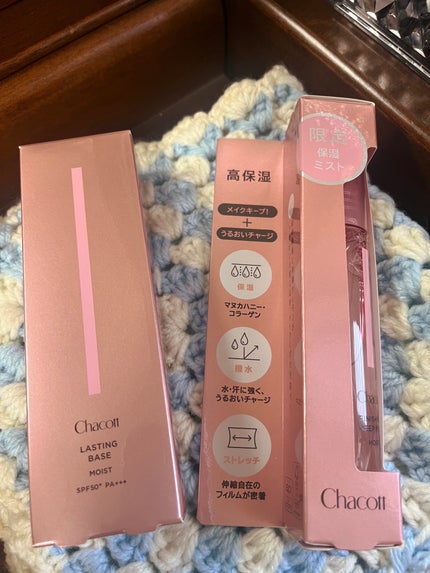 Chacott
LASTING
BASE
MOIST
SPF50+ PA+++
高保湿
メイクキープ!
+
うるおいチャージ
保湿
マヌカハニー・
コラーゲン
撥水
水・汗に強く、
うるおいチャージ
ストレッチ
伸縮自在の
フィルムが密着
限定
保湿
ミスト
Chacott